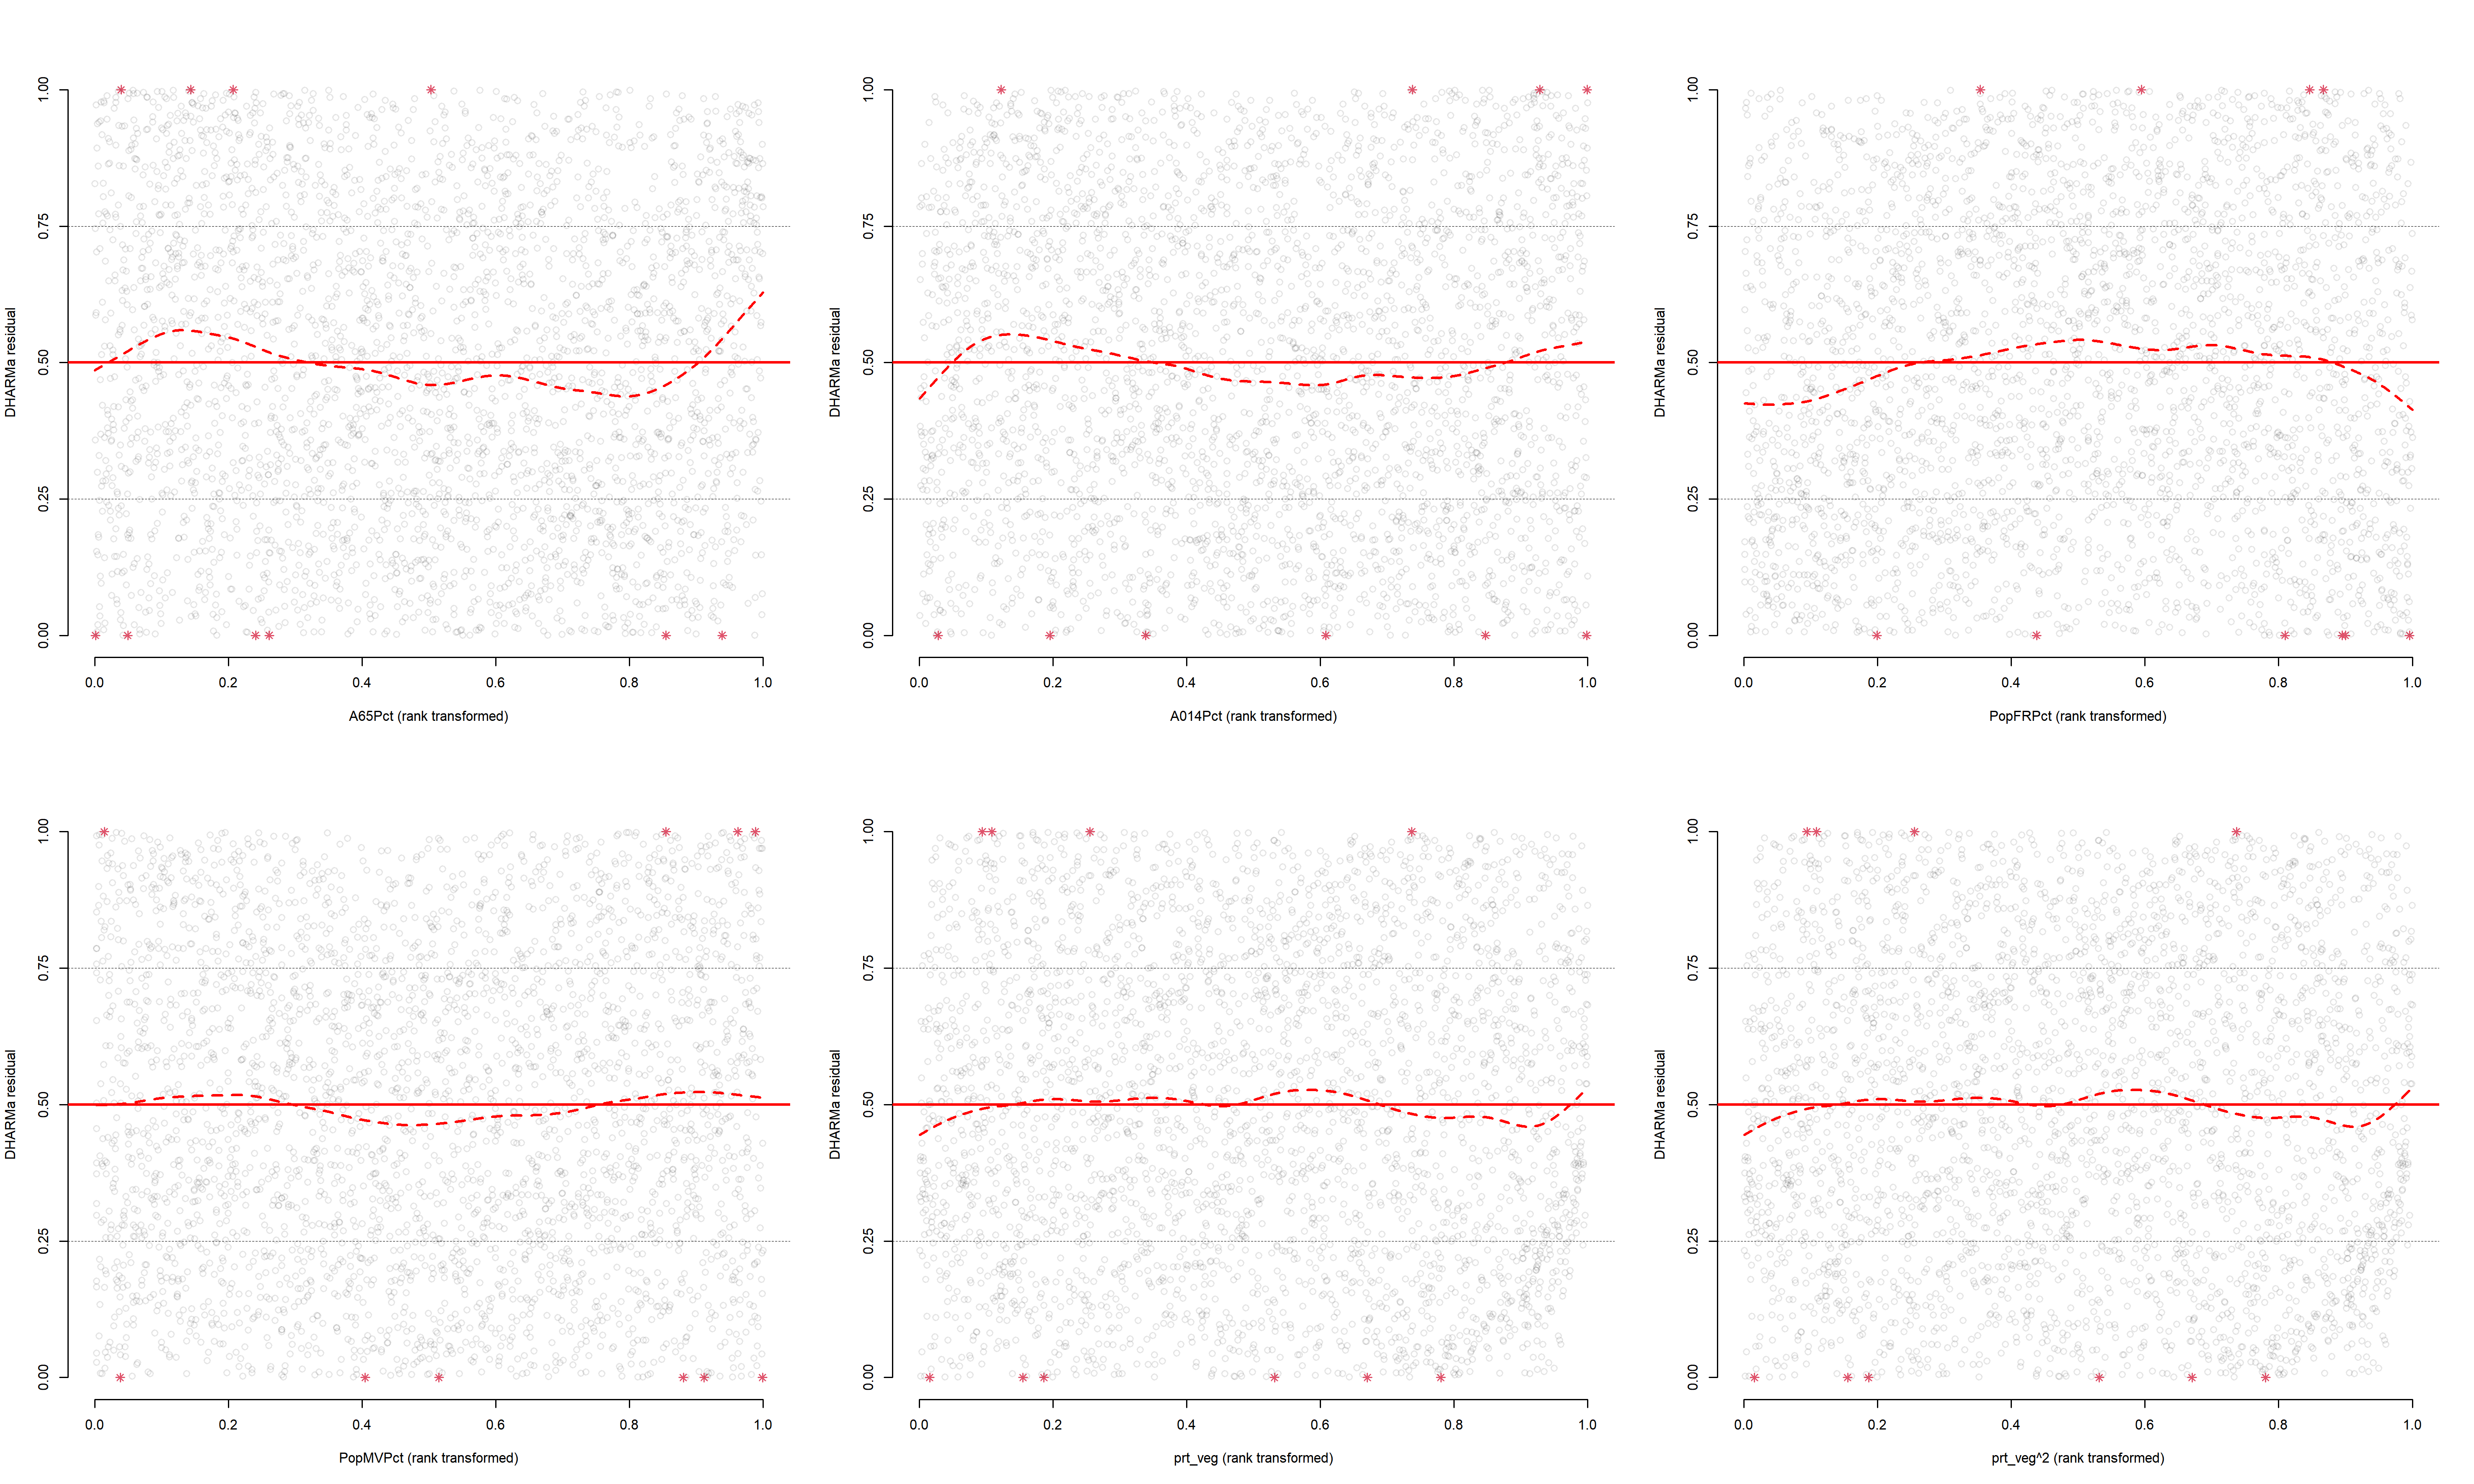 DHARMa residual
1.00
0.75
0.50
0.25
0.00
0.0 0.2 0.4 0.6 0.8 1.0
A65Pct (rank transformed)
DHARMa residual
1.00
0.75
0.50
0.25
0.00
0.0 0.2 0.4 0.6 0.8 1.0
A014Pct (rank transformed)
DHARMa residual
1.00
0.75
0.50
0.25
0.00
0.0 0.2 0.4 0.6 0.8 1.0
PopFRPct (rank transformed)
DHARMa residual
1.00
0.75
0.50
0.25
0.00
0.0 0.2 0.4 0.6 0.8 1.0
PopMVPct (rank transformed)
DHARMa residual
1.00
0.75
0.50
0.25
0.00
0.0 0.2 0.4 0.6 0.8 1.0
prt_veg (rank transformed)
DHARMa residual
1.00
0.75
0.50
0.25
0.00
0.0 0.2 0.4 0.6 0.8 1.0
prt_veg^2 (rank transformed)